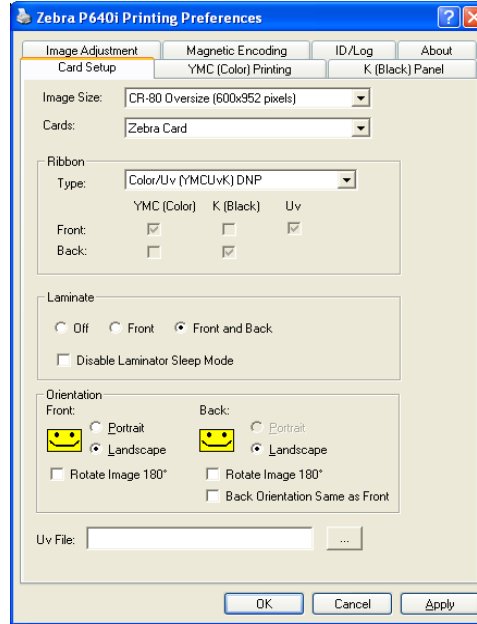 Zebra P640i Printing Preferences
Image Adjustment Magnetic Encoding ID/Log About
Card Setup YMC (Color) Printing K (Black) Panel
Image Size: CR-80 Oversize (600x952 pixels)
Cards: Zebra Card
Ribbon
Type: Color/Uv (YMCUvK) DNP
YMC (Color) K (Black) Uv
Front:
Back:
Laminate
Off Front Front and Back
Disable Laminator Sleep Mode
Orientation
Front: Back:
Portrait Portrait
Landscape Landscape
Rotate Image 180° Rotate Image 180°
Back Orientation Same as Front
Uv File: ...
OK Cancel Apply